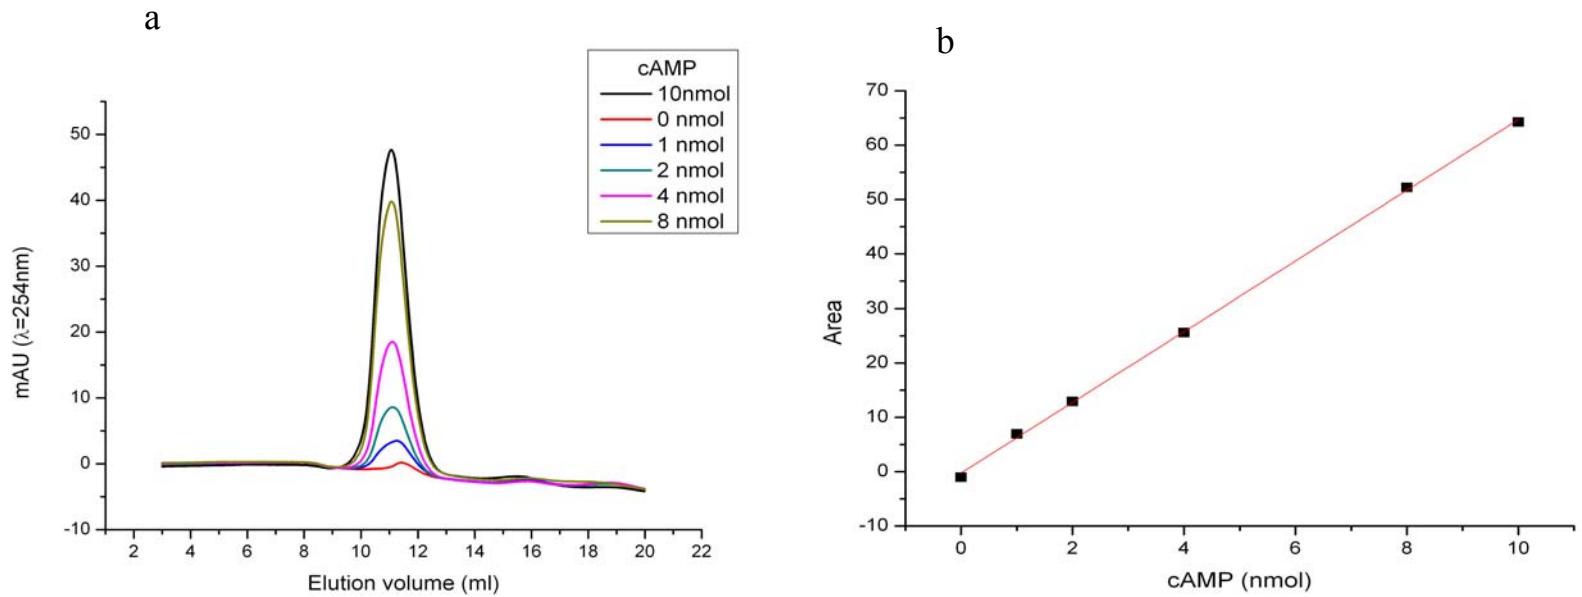 a
cAMP
10nmol
0 nmol
1 nmol
2 nmol
4 nmol
8 nmol
50
40
30
20
10
0
-10
mAU (λ=254nm)
2 4 6 8 10 12 14 16 18 20 22
Elution volume (ml)
b
70
60
50
40
30
20
10
0
-10
Area
0 2 4 6 8 10
cAMP (nmol)